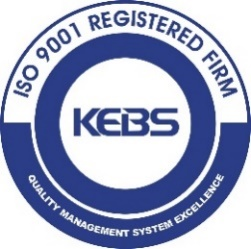 ISO 9001 REGISTERED FIRM
KEBS
QUALITY MANAGEMENT SYSTEM EXCELLENCE